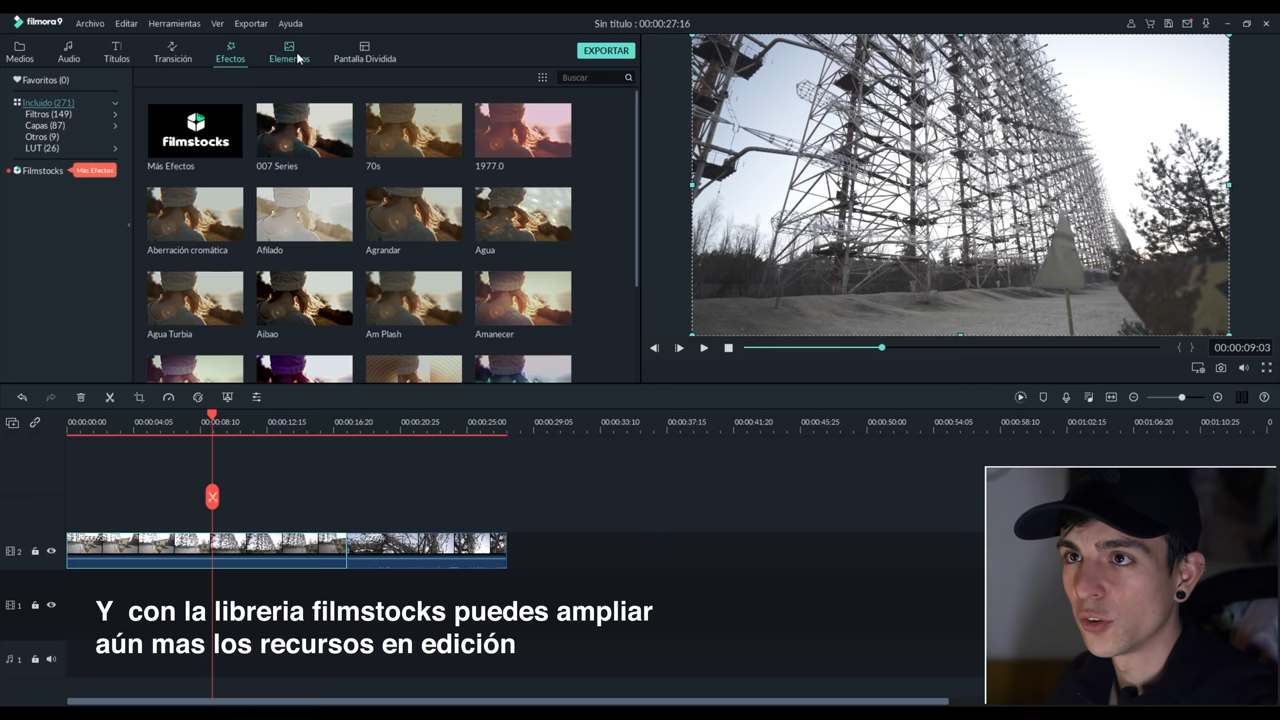 filmora9
Archivo
Editar
Herramientas
Ver
Exportar
Ayuda
Sin título : 00:00:27:16
Medios
Audio
Títulos
Transición
Efectos
Elementos
Pantalla Dividida
EXPORTAR
Favoritos (0)
Buscar
Incluido (271)
Filtros (149)
Capas (87)
Otros (9)
LUT (26)
Filmstocks
Más Efectos
filmstocks
Más Efectos
007 Series
70s
1977.0
Aberración cromática
Afilado
Agrandar
Agua
Agua Turbia
Aibao
Am Plash
Amanecer
00:00:09:03
00:00:00:00
00:00:04:05
00:00:08:10
00:00:12:15
00:00:16:20
00:00:20:25
00:00:25:00
00:00:29:05
00:00:33:10
00:00:37:15
00:00:41:20
00:00:45:25
00:00:50:00
00:00:54:05
00:00:58:10
00:01:02:15
00:01:06:20
00:01:10:25
0
2
1
1
Y con la libreria filmstocks puedes ampliar
aún mas los recursos en edición